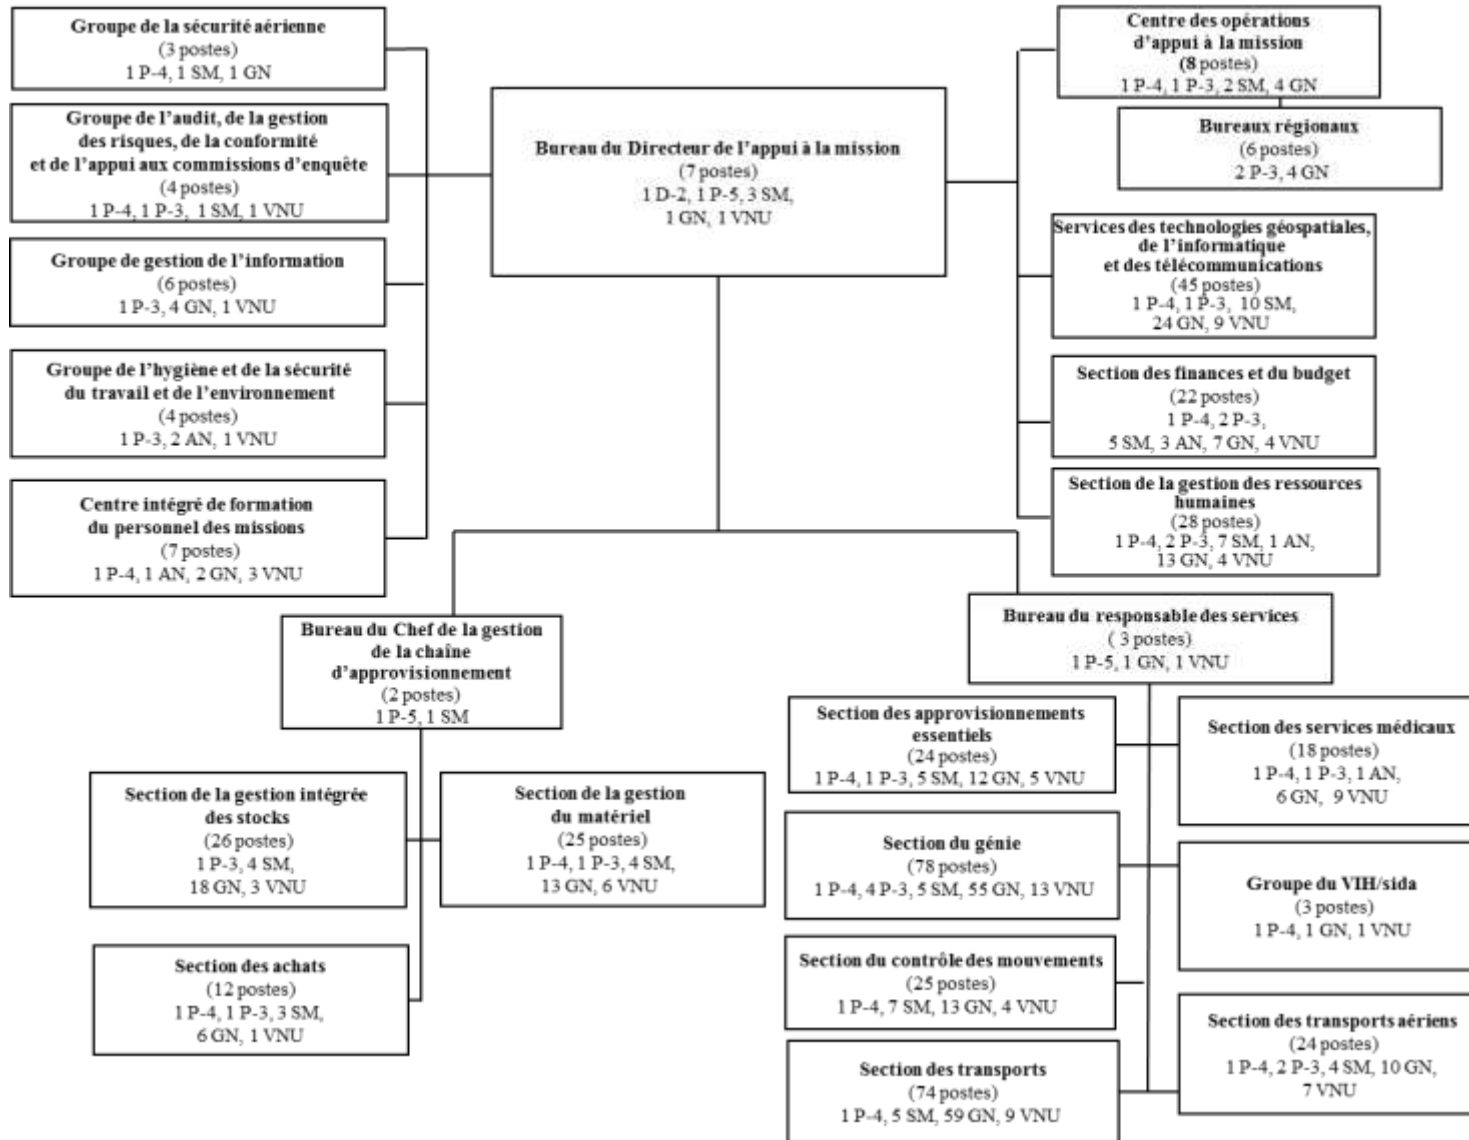 Groupe de la sécurité aérienne
(3 postes)
1 P-4, 1 SM, 1 GN
Groupe de l’audit, de la gestion
des risques, de la conformité
et de l’appui aux commissions d’enquête
(4 postes)
1 P-4, 1 P-3, 1 SM, 1 VNU
Groupe de gestion de l’information
(6 postes)
1 P-3, 4 GN, 1 VNU
Groupe de l’hygiène et de la sécurité
du travail et de l’environnement
(4 postes)
1 P-3, 2 AN, 1 VNU
Centre intégré de formation
du personnel des missions
(7 postes)
1 P-4, 1 AN, 2 GN, 3 VNU
Bureau du Directeur de l’appui à la mission
(7 postes)
1 D-2, 1 P-5, 3 SM,
1 GN, 1 VNU
Centre des opérations
d’appui à la mission
(8 postes)
1 P-4, 1 P-3, 2 SM, 4 GN
Bureaux régionaux
(6 postes)
2 P-3, 4 GN
Services des technologies géospatiales,
de l’informatique
et des télécommunications
(45 postes)
1 P-4, 1 P-3, 10 SM,
24 GN, 9 VNU
Section des finances et du budget
(22 postes)
1 P-4, 2 P-3,
5 SM, 3 AN, 7 GN, 4 VNU
Section de la gestion des ressources
humaines
(28 postes)
1 P-4, 2 P-3, 7 SM, 1 AN,
13 GN, 4 VNU
Bureau du Chef de la gestion
de la chaîne
d’approvisionnement
(2 postes)
1 P-5, 1 SM
Section de la gestion intégrée
des stocks
(26 postes)
1 P-3, 4 SM,
18 GN, 3 VNU
Section de la gestion
du matériel
(25 postes)
1 P-4, 1 P-3, 4 SM,
13 GN, 6 VNU
Section des achats
(12 postes)
1 P-4, 1 P-3, 3 SM,
6 GN, 1 VNU
Bureau du responsable des services
( 3 postes)
1 P-5, 1 GN, 1 VNU
Section des approvisionnements
essentiels
(24 postes)
1 P-4, 1 P-3, 5 SM, 12 GN, 5 VNU
Section des services médicaux
(18 postes)
1 P-4, 1 P-3, 1 AN,
6 GN, 9 VNU
Section du génie
(78 postes)
1 P-4, 4 P-3, 5 SM, 55 GN, 13 VNU
Groupe du VIH/sida
(3 postes)
1 P-4, 1 GN, 1 VNU
Section du contrôle des mouvements
(25 postes)
1 P-4, 7 SM, 13 GN, 4 VNU
Section des transports aériens
(24 postes)
1 P-4, 2 P-3, 4 SM, 10 GN,
7 VNU
Section des transports
(74 postes)
1 P-4, 5 SM, 59 GN, 9 VNU